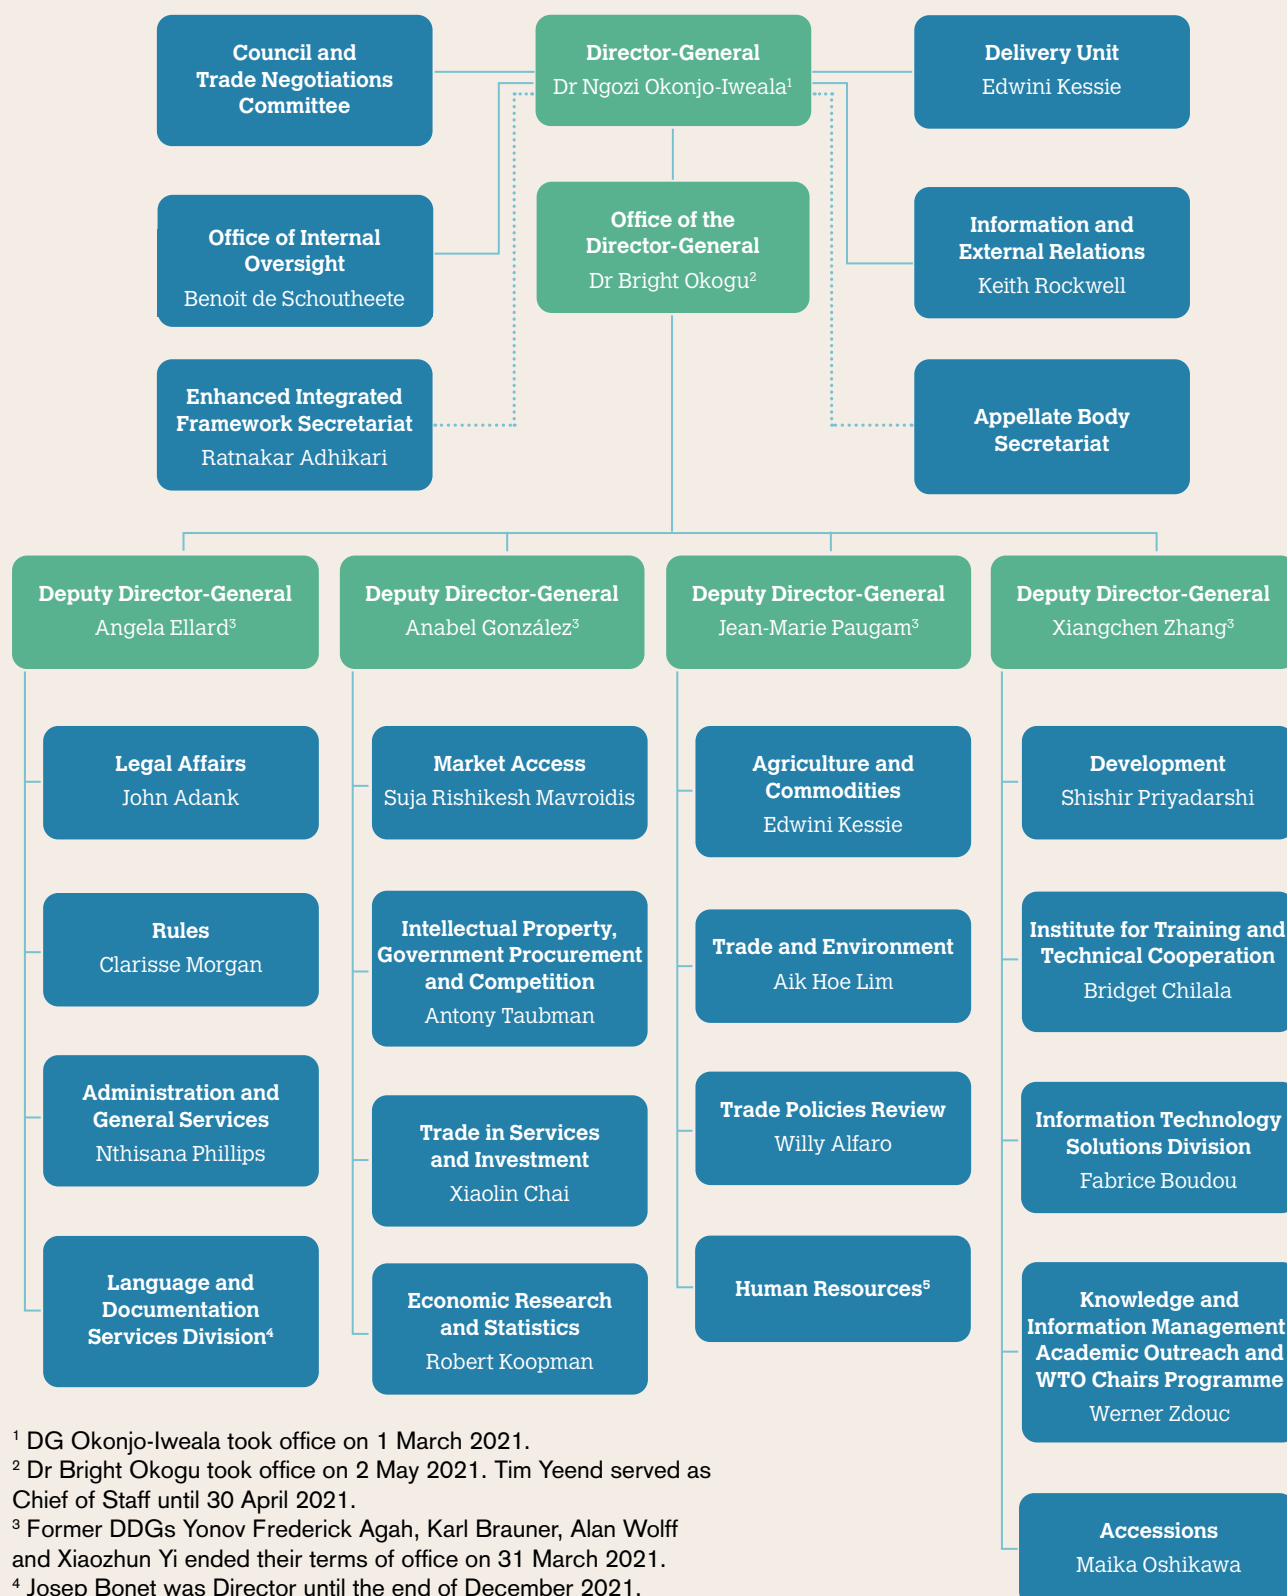 Council and
Trade Negotiations
Committee
Director-General
Dr Ngozi Okonjo-Iweala¹
Delivery Unit
Edwini Kessie
Office of Internal
Oversight
Benoit de Schoutheete
Office of the
Director-General
Dr Bright Okogu²
Information and
External Relations
Keith Rockwell
Enhanced Integrated
Framework Secretariat
Ratnakar Adhikari
Appellate Body
Secretariat
Deputy Director-General
Angela Ellard³
Deputy Director-General
Anabel González³
Deputy Director-General
Jean-Marie Paugam³
Deputy Director-General
Xiangchen Zhang³
Legal Affairs
John Adank
Rules
Clarisse Morgan
Administration and
General Services
Nthisana Phillips
Language and
Documentation
Services Division⁴
Market Access
Suja Rishikesh Mavroidis
Intellectual Property,
Government Procurement
and Competition
Antony Taubman
Trade in Services
and Investment
Xiaolin Chai
Economic Research
and Statistics
Robert Koopman
Agriculture and
Commodities
Edwini Kessie
Trade and Environment
Aik Hoe Lim
Trade Policies Review
Willy Alfaro
Human Resources⁵
Development
Shishir Priyadarshi
Institute for Training and
Technical Cooperation
Bridget Chilala
Information Technology
Solutions Division
Fabrice Boudou
Knowledge and
Information Management
Academic Outreach and
WTO Chairs Programme
Werner Zdouc
Accessions
Maika Oshikawa
¹ DG Okonjo-Iweala took office on 1 March 2021.
² Dr Bright Okogu took office on 2 May 2021. Tim Yeend served as
Chief of Staff until 30 April 2021.
³ Former DDGs Yonov Frederick Agah, Karl Brauner, Alan Wolff
and Xiaozhun Yi ended their terms of office on 31 March 2021.
⁴ Josep Bonet was Director until the end of December 2021.